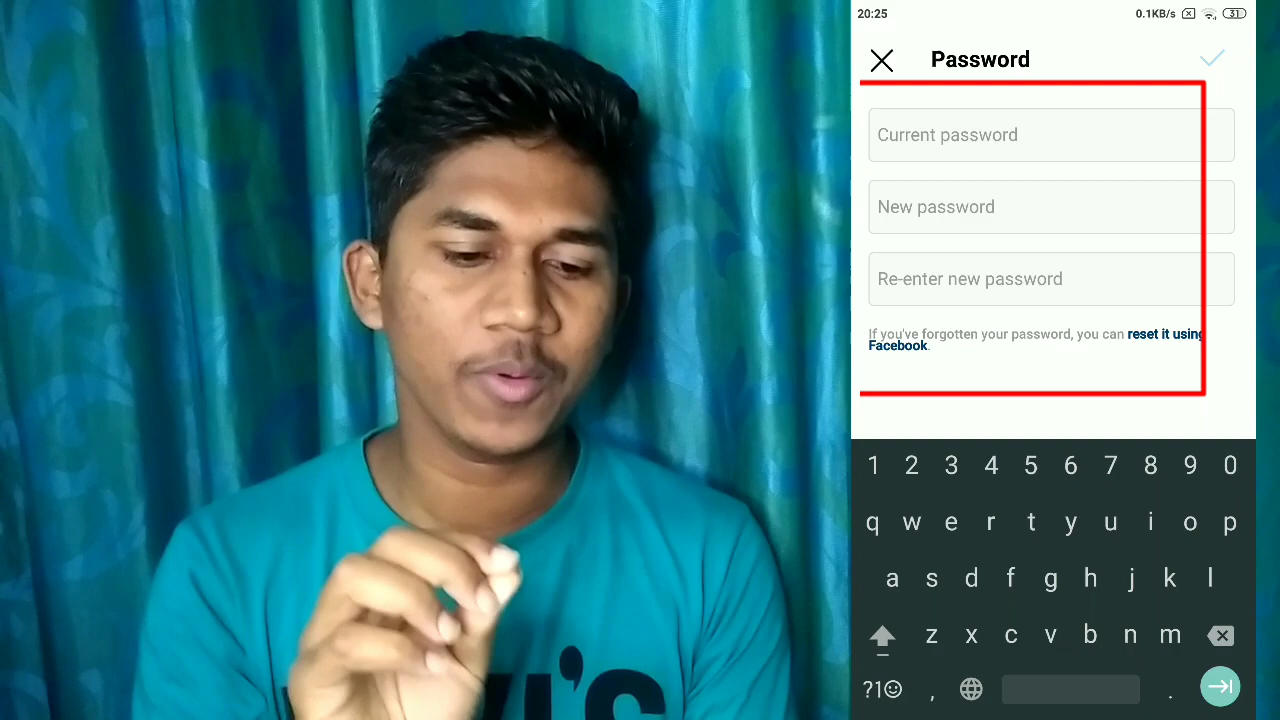 20:25
0.1KB/s
31
Password
Current password
New password
Re-enter new password
If you've forgotten your password, you can reset it using
Facebook.
1 2 3 4 5 6 7 8 9 0
q w e r t y u i o p
a s d f g h j k l
z x c v b n m
?1☺ , .
'S